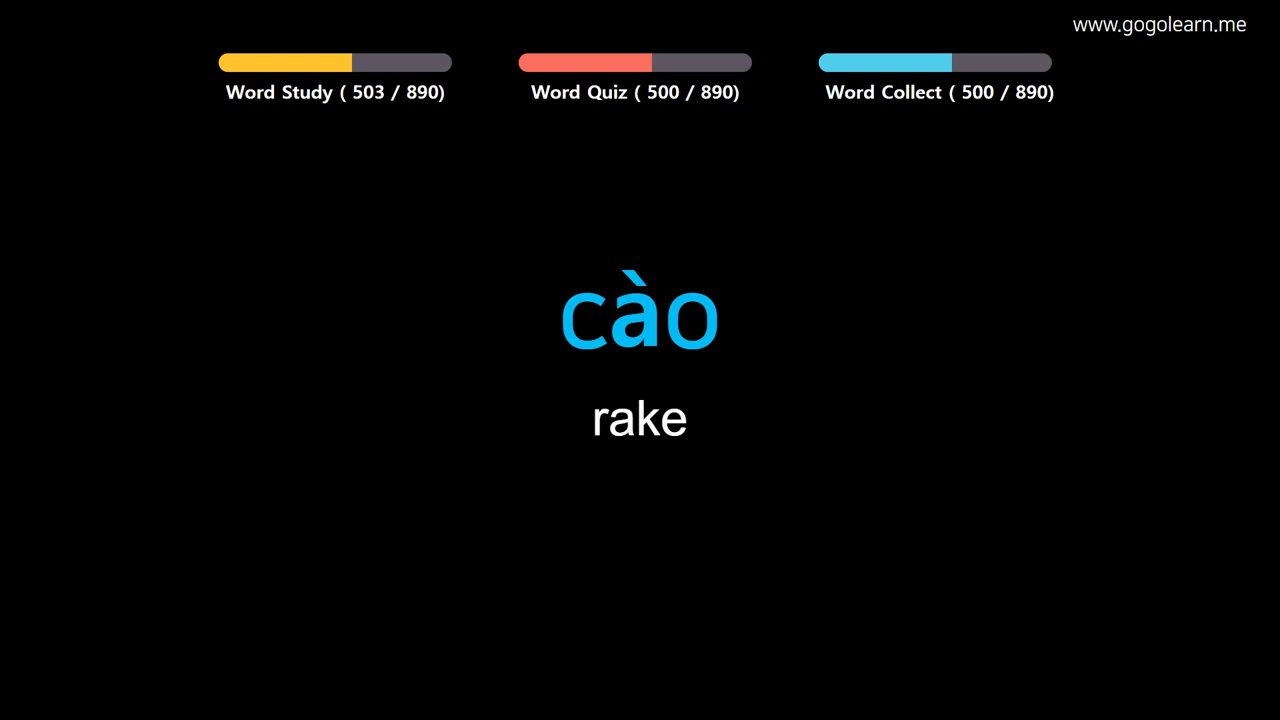 www.gogolearn.me
Word Study ( 503 / 890)
Word Quiz ( 500 / 890)
Word Collect ( 500 / 890)
cào
rake